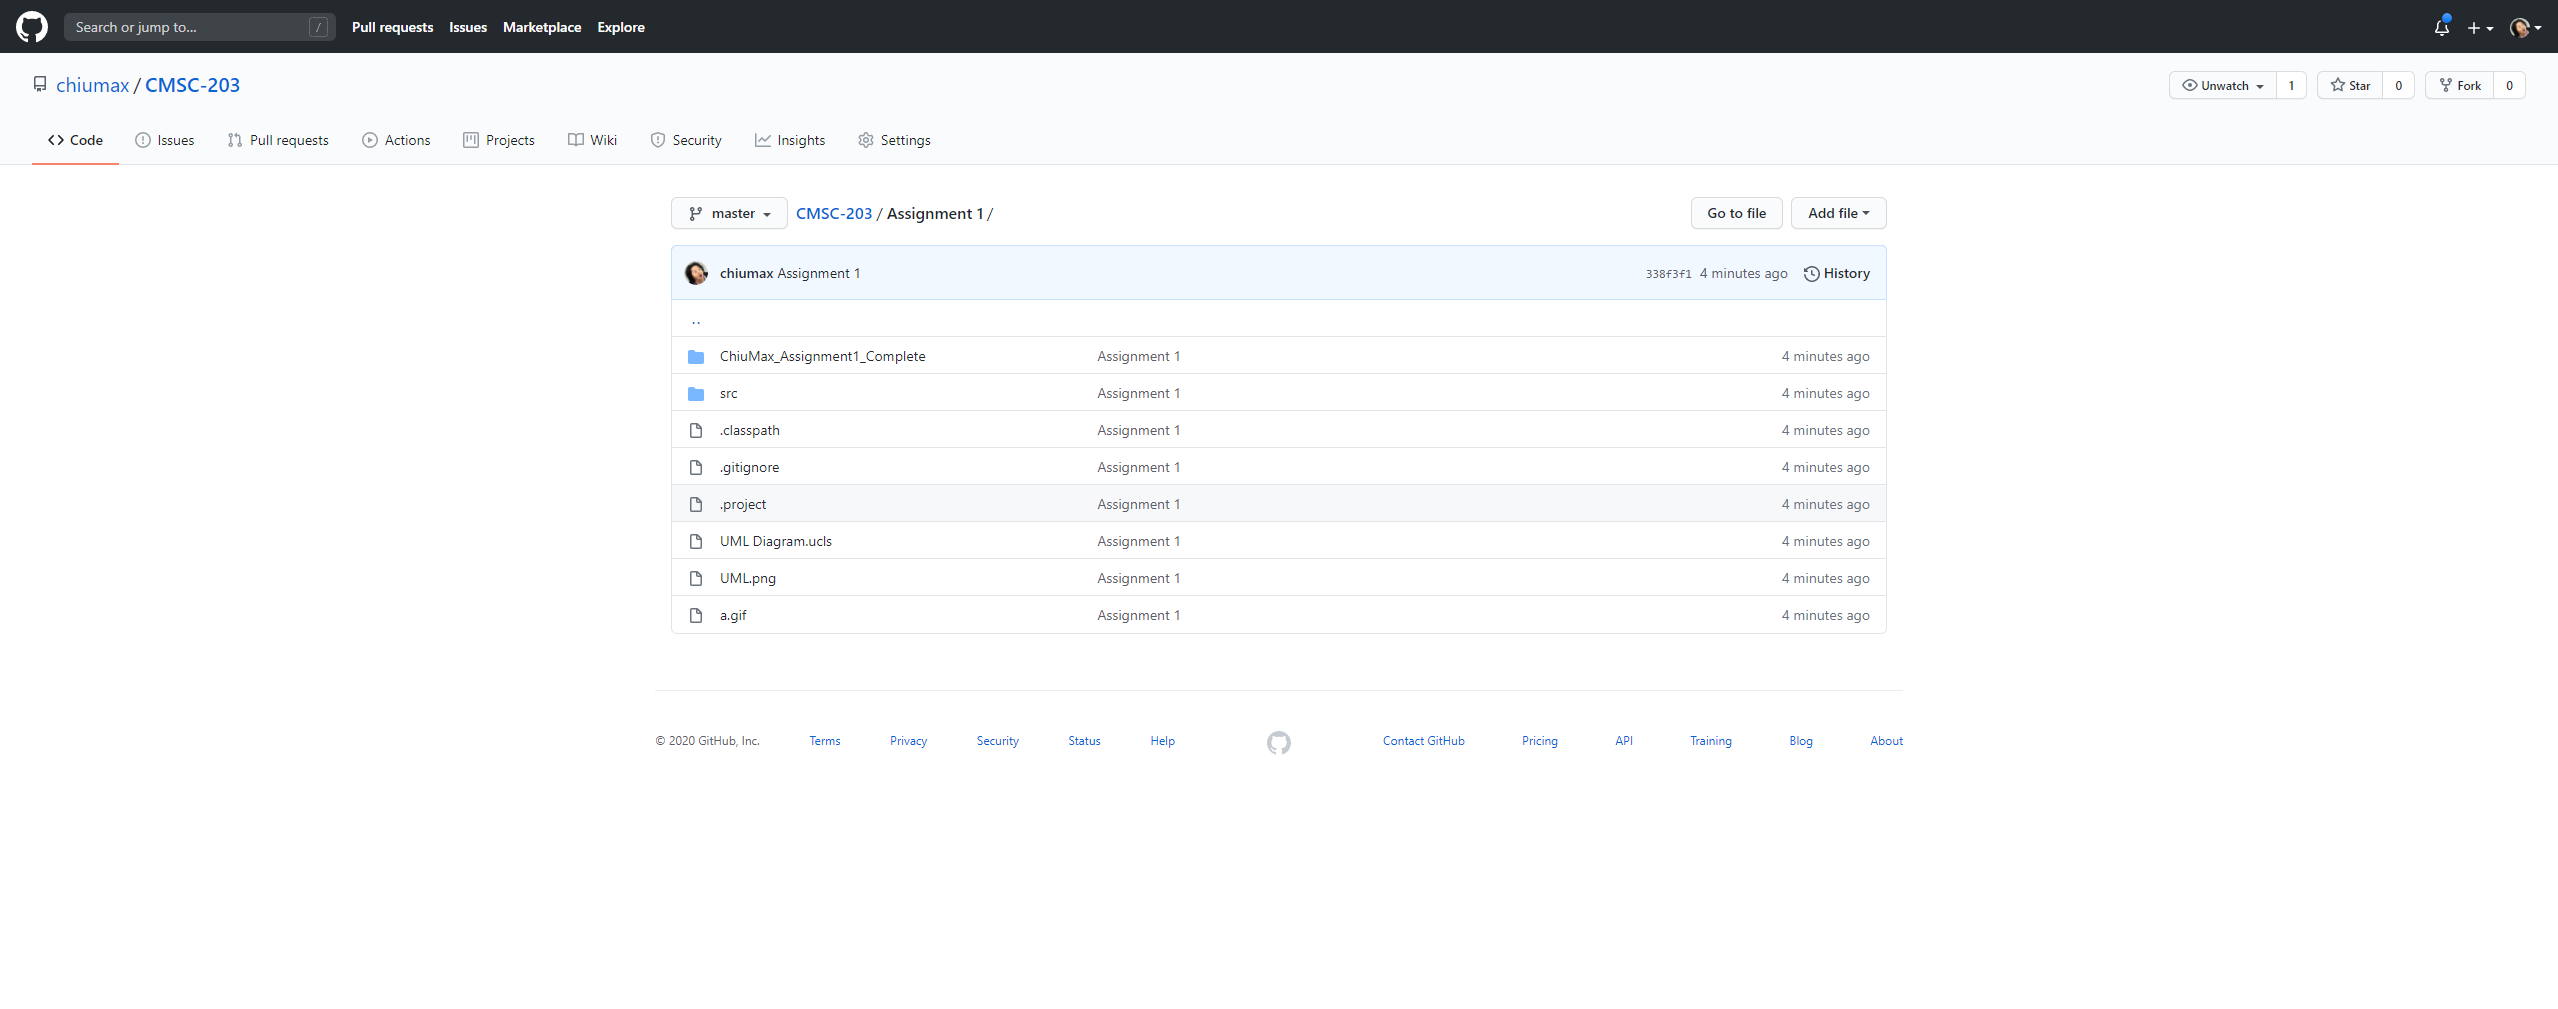 Search or jump to... / Pull requests Issues Marketplace Explore
chiumax / CMSC-203 Unwatch 1 Star 0 Fork 0
Code Issues Pull requests Actions Projects Wiki Security Insights Settings
master CMSC-203 / Assignment 1 / Go to file Add file
chiumax Assignment 1 338f3f1 4 minutes ago History
..
ChiuMax_Assignment1_Complete Assignment 1 4 minutes ago
src Assignment 1 4 minutes ago
.classpath Assignment 1 4 minutes ago
.gitignore Assignment 1 4 minutes ago
.project Assignment 1 4 minutes ago
UML Diagram.ucls Assignment 1 4 minutes ago
UML.png Assignment 1 4 minutes ago
a.gif Assignment 1 4 minutes ago
© 2020 GitHub, Inc. Terms Privacy Security Status Help Contact GitHub Pricing API Training Blog About